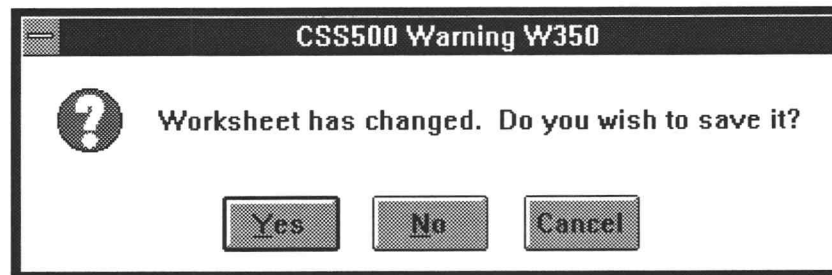 CSS500 Warning W350
Worksheet has changed. Do you wish to save it?
Yes No Cancel